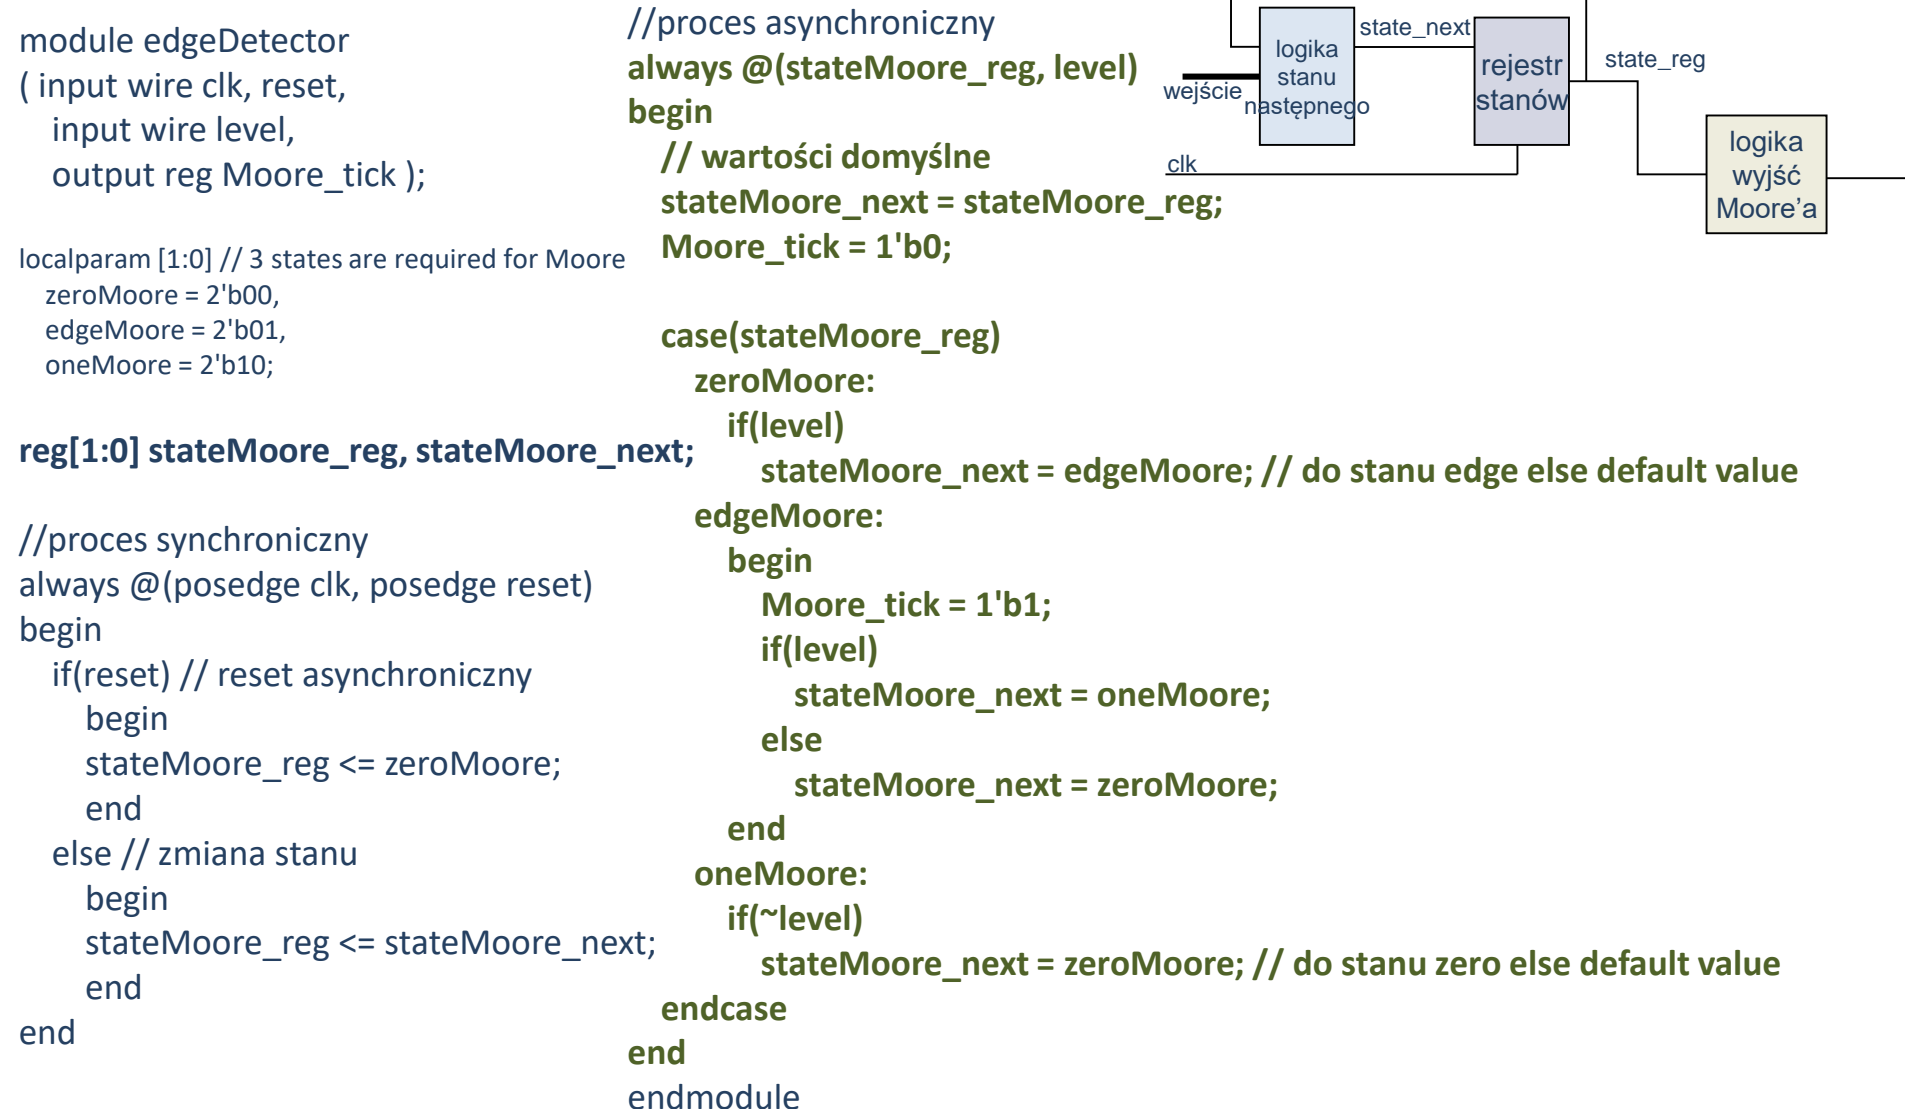 module edgeDetector
( input wire clk, reset,
input wire level,
output reg Moore_tick );
localparam [1:0] // 3 states are required for Moore
zeroMoore = 2'b00,
edgeMoore = 2'b01,
oneMoore = 2'b10;
reg[1:0] stateMoore_reg, stateMoore_next;
//proces synchroniczny
always @(posedge clk, posedge reset)
begin
if(reset) // reset asynchroniczny
begin
stateMoore_reg <= zeroMoore;
end
else // zmiana stanu
begin
stateMoore_reg <= stateMoore_next;
end
end
//proces asynchroniczny
always @(stateMoore_reg, level)
begin
// wartości domyślne
stateMoore_next = stateMoore_reg;
Moore_tick = 1'b0;
case(stateMoore_reg)
zeroMoore:
if(level)
stateMoore_next = edgeMoore; // do stanu edge else default value
edgeMoore:
begin
Moore_tick = 1'b1;
if(level)
stateMoore_next = oneMoore;
else
stateMoore_next = zeroMoore;
end
oneMoore:
if(~level)
stateMoore_next = zeroMoore; // do stanu zero else default value
endcase
end
endmodule
wejście
clk
logika
stanu
następnego
state_next
rejestr
stanów
state_reg
logika
wyjść
Moore'a